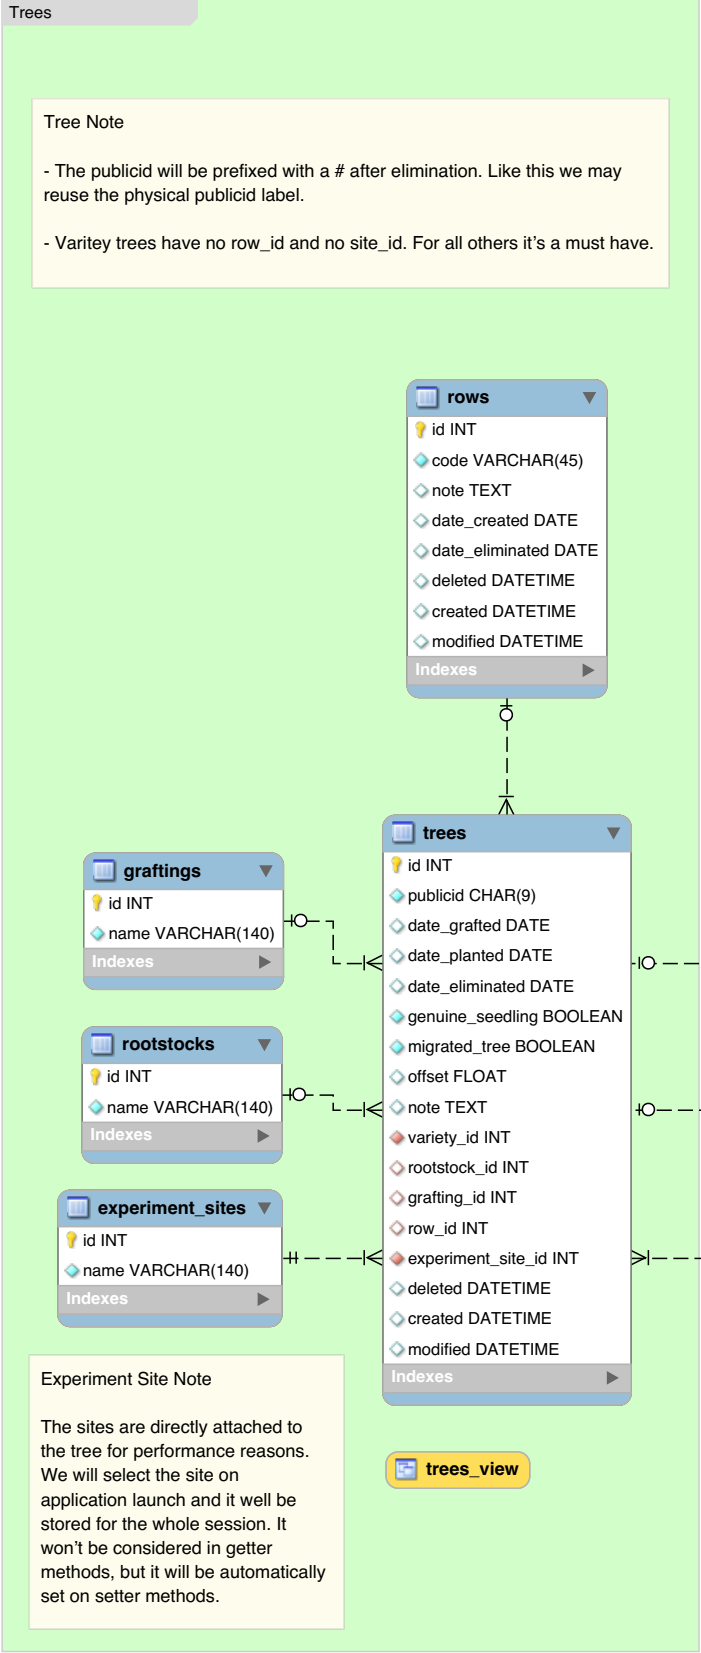 Trees
Tree Note
- The publicid will be prefixed with a # after elimination. Like this we may
reuse the physical publicid label.
- Varitey trees have no row_id and no site_id. For all others it's a must have.
rows
id INT
code VARCHAR(45)
note TEXT
date_created DATE
date_eliminated DATE
deleted DATETIME
created DATETIME
modified DATETIME
Indexes
graftings
id INT
name VARCHAR(140)
Indexes
rootstocks
id INT
name VARCHAR(140)
Indexes
experiment_sites
id INT
name VARCHAR(140)
Indexes
trees
id INT
publicid CHAR(9)
date_grafted DATE
date_planted DATE
date_eliminated DATE
genuine_seedling BOOLEAN
migrated_tree BOOLEAN
offset FLOAT
note TEXT
variety_id INT
rootstock_id INT
grafting_id INT
row_id INT
experiment_site_id INT
deleted DATETIME
created DATETIME
modified DATETIME
Indexes
Experiment Site Note
The sites are directly attached to
the tree for performance reasons.
We will select the site on
application launch and it well be
stored for the whole session. It
won't be considered in getter
methods, but it will be automatically
set on setter methods.
trees_view